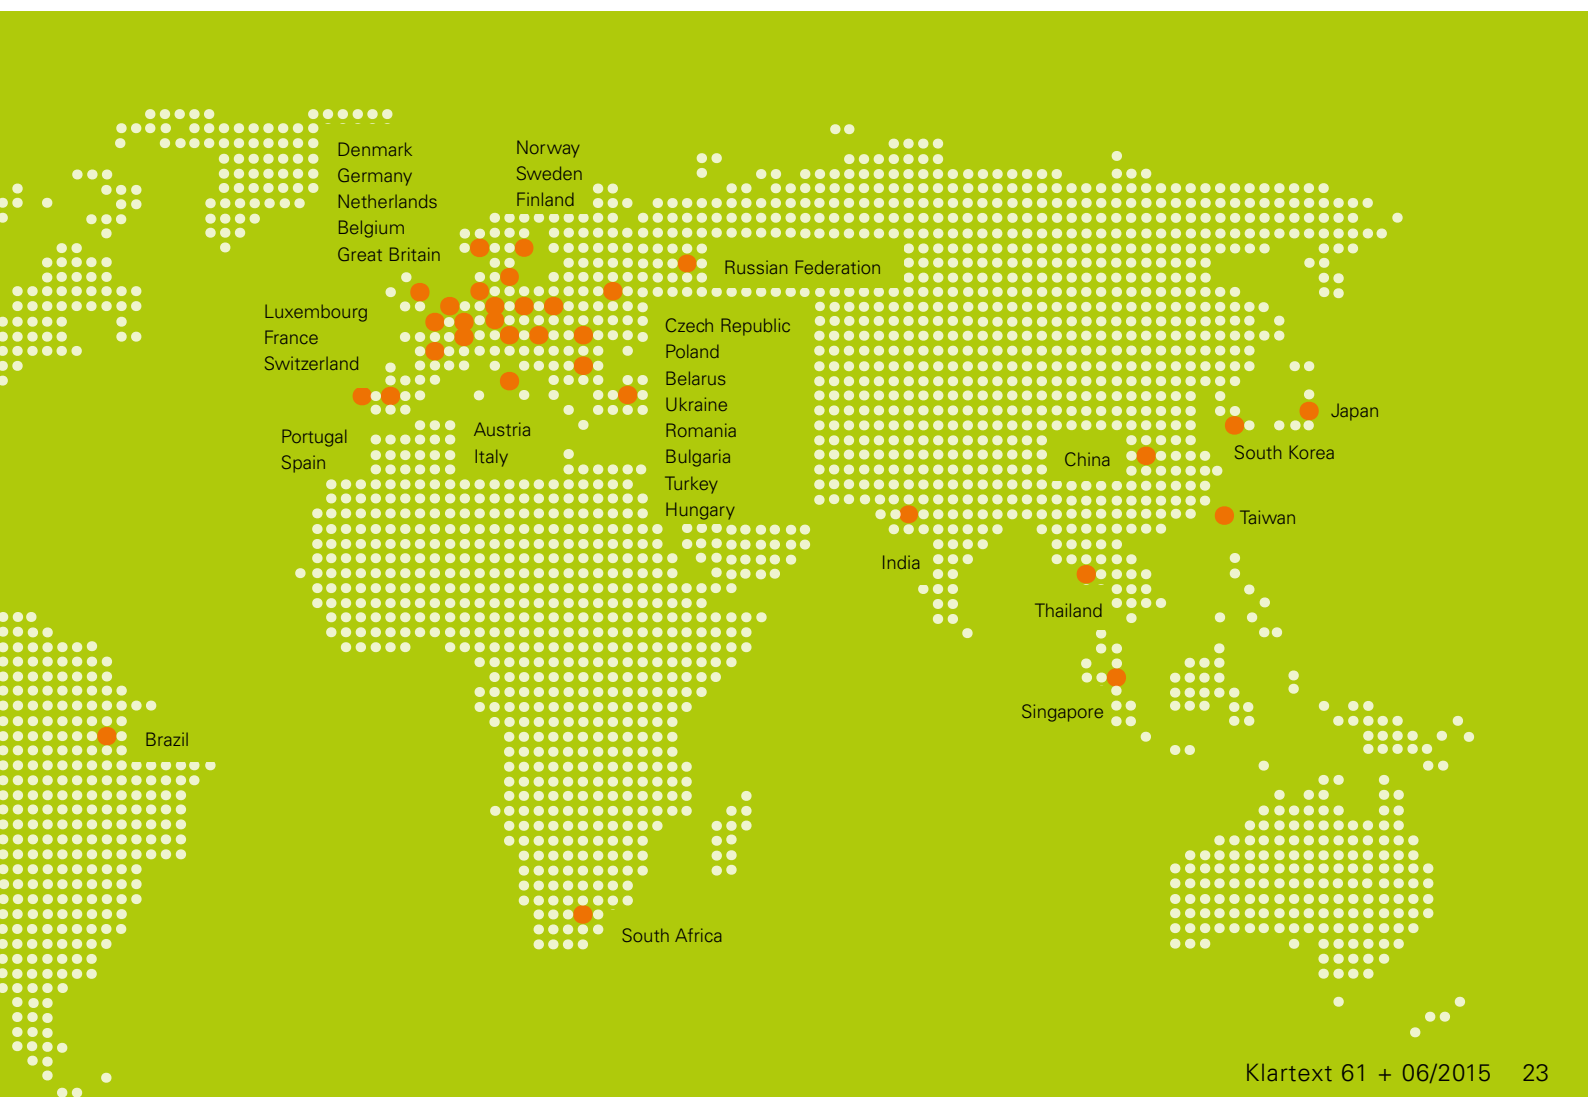 Denmark
Germany
Netherlands
Belgium
Great Britain
Norway
Sweden
Finland
Russian Federation
Luxembourg
France
Switzerland
Czech Republic
Poland
Belarus
Ukraine
Romania
Bulgaria
Turkey
Hungary
Portugal
Spain
Austria
Italy
Japan
South Korea
China
Taiwan
India
Thailand
Singapore
Brazil
South Africa
Klartext 61 + 06/2015 23